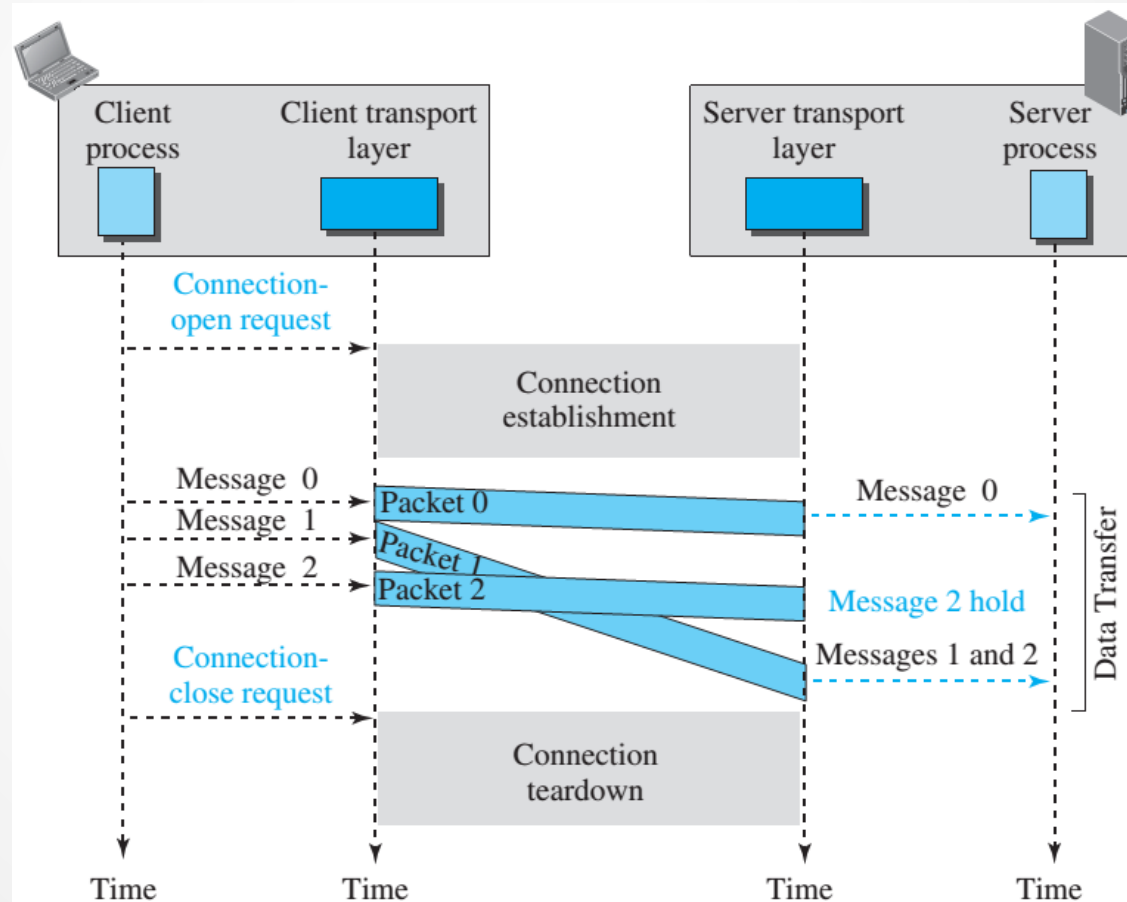 Client
process
Client transport
layer
Server transport
layer
Server
process
Connection-
open request
Connection
establishment
Message 0
Packet 0
Message 0
Message 1
Packet 1
Message 2
Packet 2
Message 2 hold
Messages 1 and 2
Data Transfer
Connection-
close request
Connection
teardown
Time
Time
Time
Time